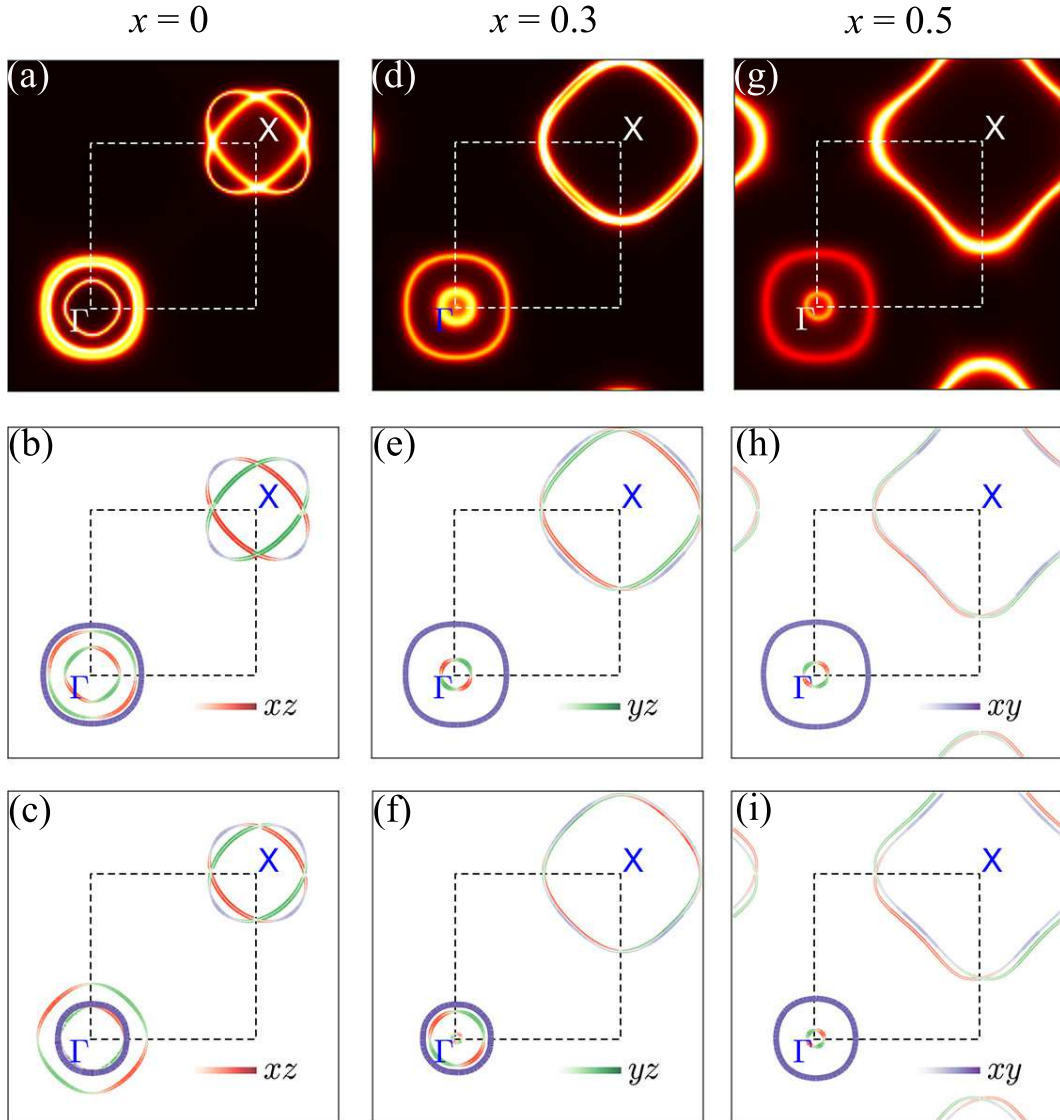 x = 0 x = 0.3 x = 0.5
(a) (d) (g)
X X X
Γ Γ Γ
(b) (e) (h)
X X X
Γ Γ Γ
xz yz xy
(c) (f) (i)
X X X
Γ Γ Γ
xz yz xy